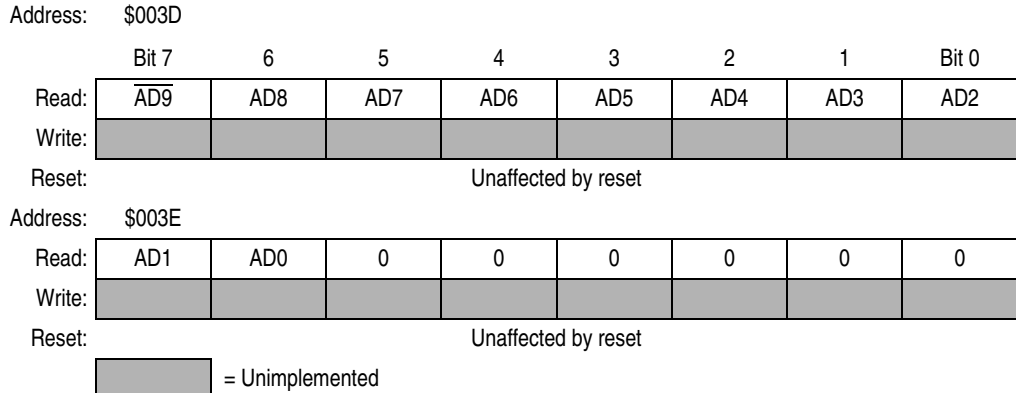 Address: $003D
Bit 7 6 5 4 3 2 1 Bit 0
Read: A̅D̅9̅ AD8 AD7 AD6 AD5 AD4 AD3 AD2
Write:
Reset: Unaffected by reset
Address: $003E
Read: AD1 AD0 0 0 0 0 0 0
Write:
Reset: Unaffected by reset
= Unimplemented